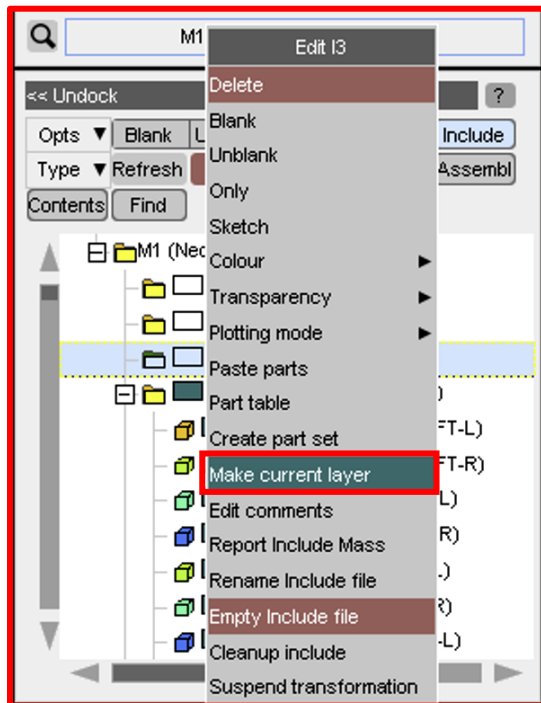 M1
Edit I3
<< Undock
?
Delete
Opts ▼ Blank
Include
Blank
Type ▼ Refresh
Assembl
Unblank
Contents Find
Only
Sketch
M1 (Nec
Colour
Transparency
Plotting mode
Paste parts
Part table
)
Create part set
FT-L)
Make current layer
FT-R)
Edit comments
L)
Report Include Mass
R)
Rename Include file
.)
Empty Include file
R)
Cleanup include
-L)
Suspend transformation